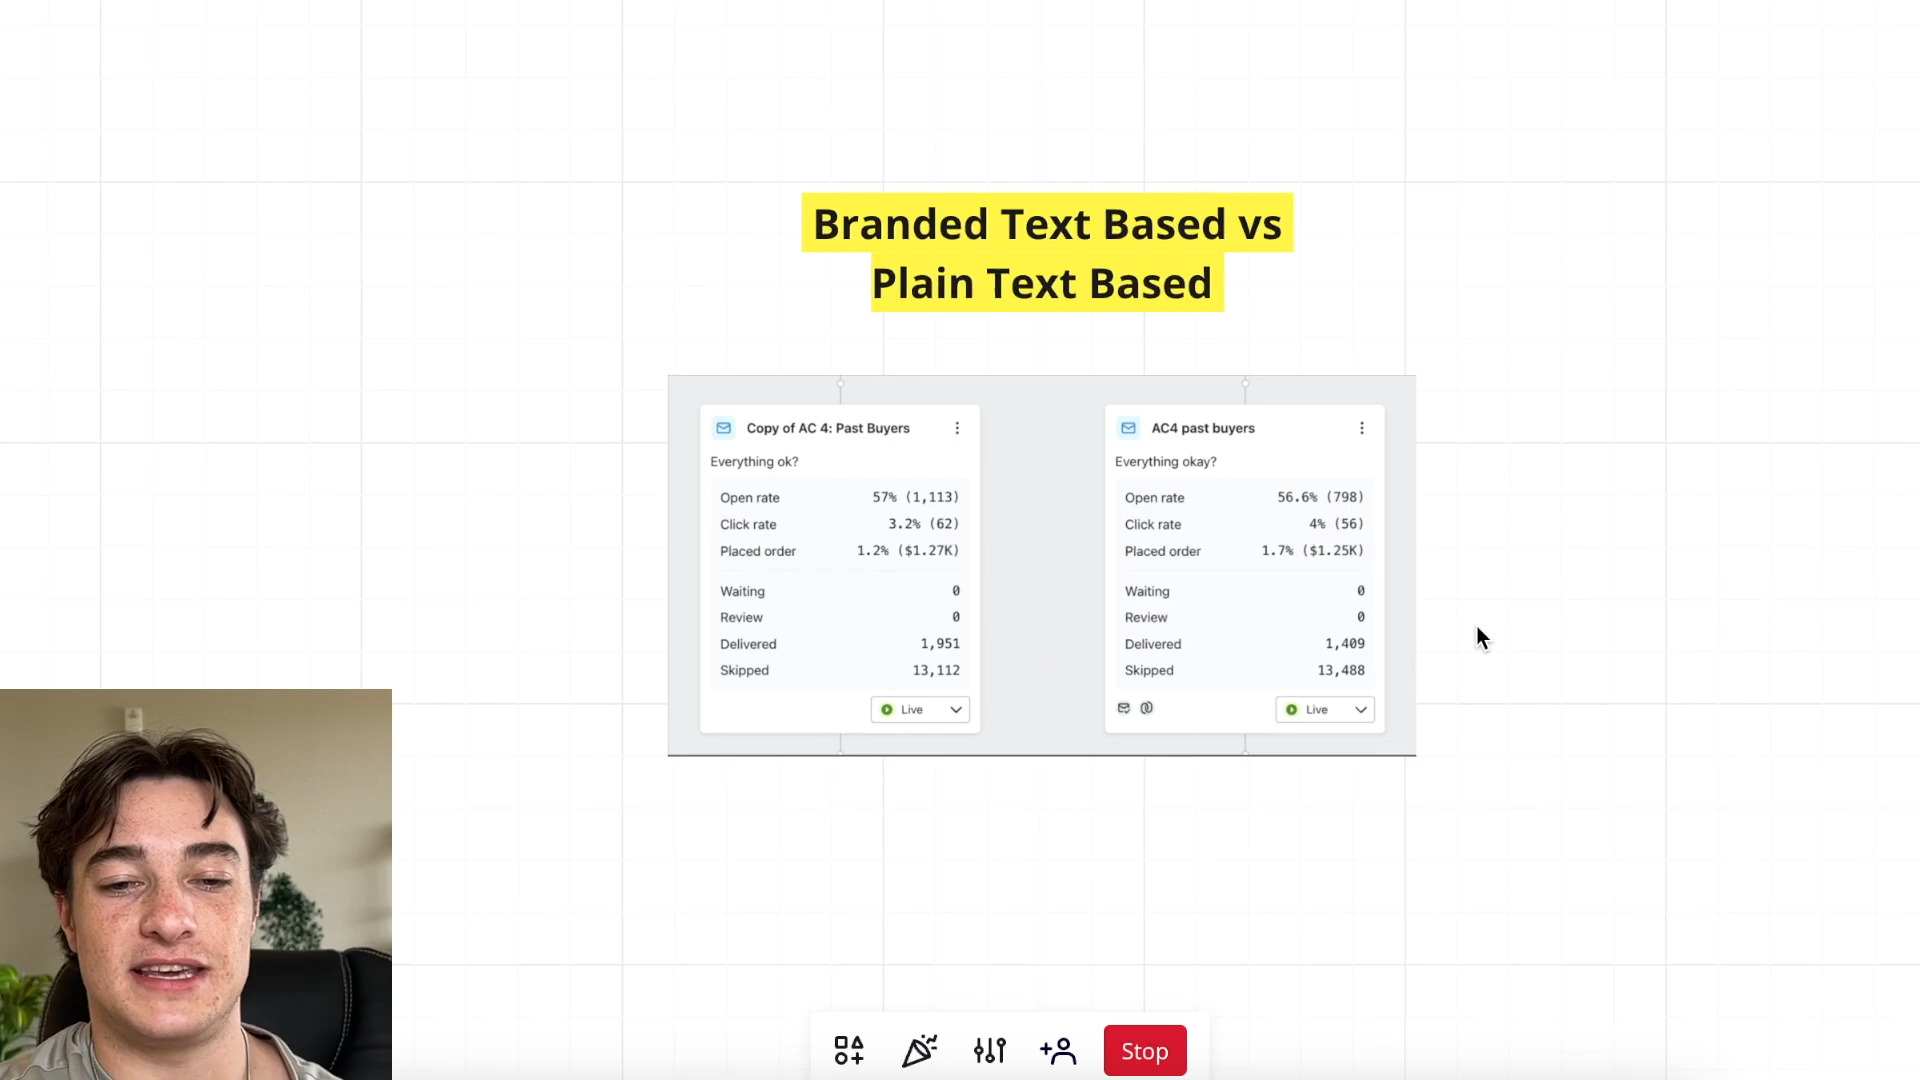 Branded Text Based vs
Plain Text Based
Copy of AC 4: Past Buyers
Everything ok?
Open rate 57% (1,113)
Click rate 3.2% (62)
Placed order 1.2% ($1.27K)
Waiting 0
Review 0
Delivered 1,951
Skipped 13,112
Live
AC4 past buyers
Everything okay?
Open rate 56.6% (798)
Click rate 4% (56)
Placed order 1.7% ($1.25K)
Waiting 0
Review 0
Delivered 1,409
Skipped 13,488
Live
Stop